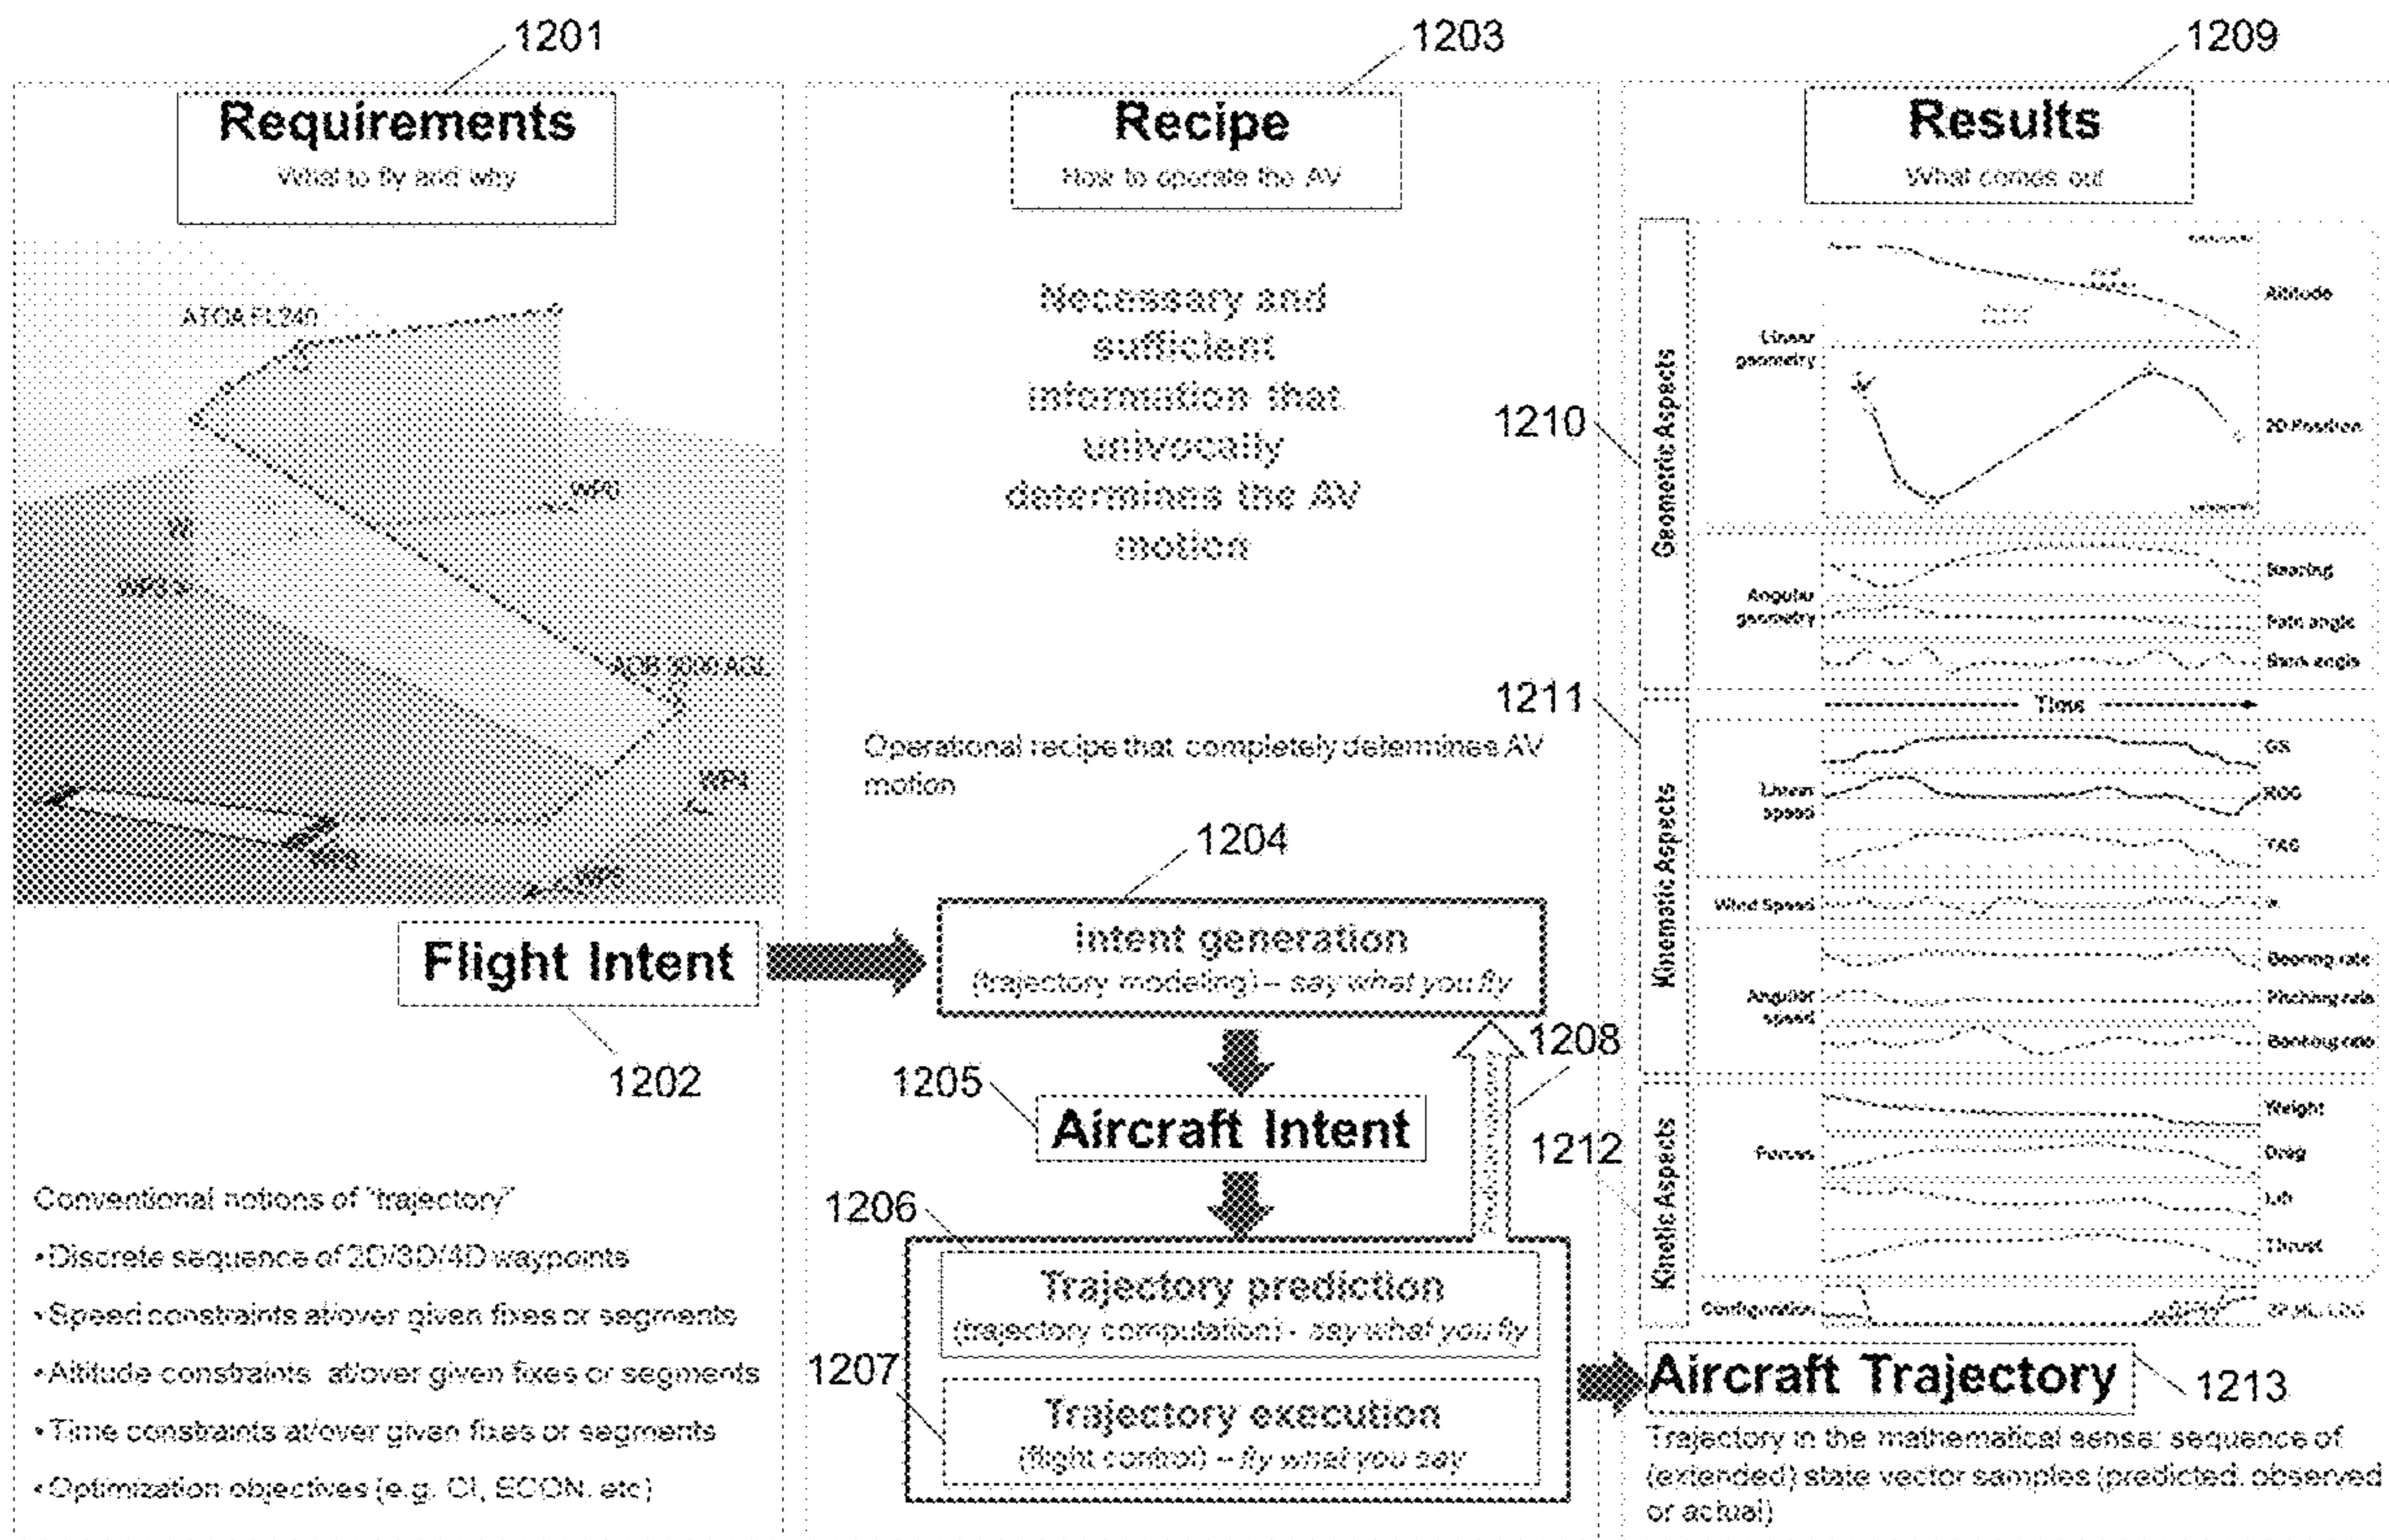 1201
1203
1209
Requirements
What to fly and why
Recipe
How to operate the AV
Results
What comes out
ATOA FL240
WP4
Necessary and
sufficient
information that
univocally
determines the AV
motion
Operational recipe that completely determines AV
motion
1204
Flight Intent
1202
Intent generation
(trajectory modeling) – say what you fly
1208
1205
Aircraft Intent
1206
Trajectory prediction
(trajectory computation) - say what you fly
1207
Trajectory execution
(flight control) – fly what you say
Conventional notions of "trajectory"
•Discrete sequence of 2D/3D/4D waypoints
•Speed constraints at/over given fixes or segments
•Altitude constraints at/over given fixes or segments
•Time constraints at/over given fixes or segments
•Optimization objectives (e.g. CI, ECON. etc)
1210
Geometric Aspects
Linear
geometry
Altitude
2D Position
Angular
geometry
Bearing
Path angle
Bank angle
1211
Time
Kinematic Aspects
Linear
speed
GS
TAS
Wind Speed
Angular
speed
Bearing rate
Pitching rate
Banking rate
1212
Kinetic Aspects
Forces
Weight
Drag
Lift
Thrust
Configuration
Aircraft Trajectory
1213
Trajectory in the mathematical sense: sequence of
(extended) state vector samples (predicted. observed
or actual)